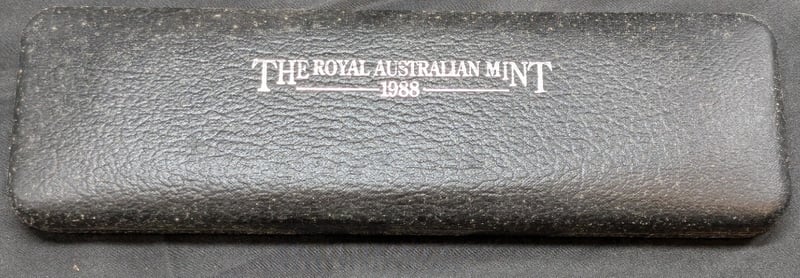 THE ROYAL AUSTRALIAN MINT
1988